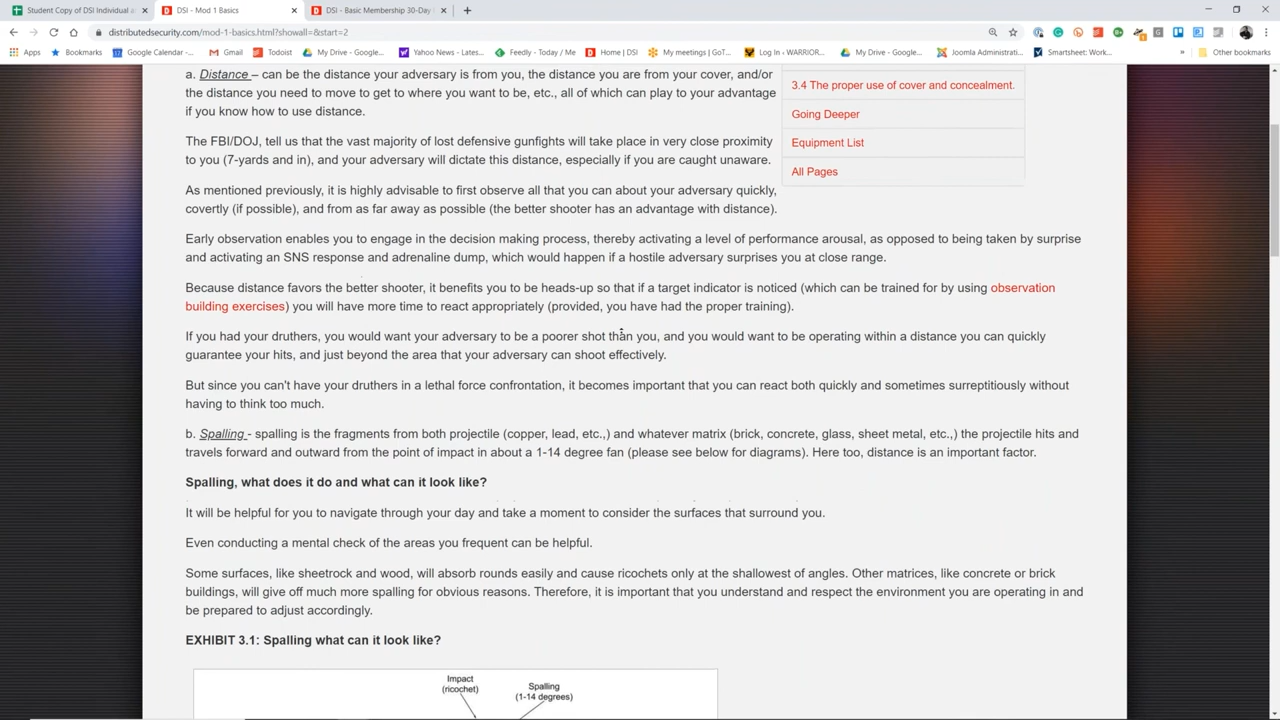 Student Copy of DSI Individual a
DSI - Mod 1 Basics
DSI - Basic Membership 30-Day
distributedsecurity.com/mod-1-basics.html?showall=&start=2
Apps
Bookmarks
Google Calendar -...
Gmail
Todoist
My Drive - Google...
Yahoo News - Lates...
Feedly - Today / Me
Home | DSI
My meetings | GoT...
Log In ‹ WARRIOR...
My Drive - Google...
Joomla Administrati...
Smartsheet: Work...
»
Other bookmarks
a. Distance – can be the distance your adversary is from you, the distance you are from your cover, and/or
the distance you need to move to get to where you want to be, etc., all of which can play to your advantage
if you know how to use distance.
3.4 The proper use of cover and concealment.
Going Deeper
Equipment List
All Pages
The FBI/DOJ, tell us that the vast majority of lost defensive gunfights will take place in very close proximity
to you (7-yards and in), and your adversary will dictate this distance, especially if you are caught unaware.
As mentioned previously, it is highly advisable to first observe all that you can about your adversary quickly,
covertly (if possible), and from as far away as possible (the better shooter has an advantage with distance).
Early observation enables you to engage in the decision making process, thereby activating a level of performance arousal, as opposed to being taken by surprise
and activating an SNS response and adrenaline dump, which would happen if a hostile adversary surprises you at close range.
Because distance favors the better shooter, it benefits you to be heads-up so that if a target indicator is noticed (which can be trained for by using observation
building exercises) you will have more time to react appropriately (provided, you have had the proper training).
If you had your druthers, you would want your adversary to be a poorer shot than you, and you would want to be operating within a distance you can quickly
guarantee your hits, and just beyond the area that your adversary can shoot effectively.
But since you can't have your druthers in a lethal force confrontation, it becomes important that you can react both quickly and sometimes surreptitiously without
having to think too much.
b. Spalling - spalling is the fragments from both projectile (copper, lead, etc.,) and whatever matrix (brick, concrete, glass, sheet metal, etc.,) the projectile hits and
travels forward and outward from the point of impact in about a 1-14 degree fan (please see below for diagrams). Here too, distance is an important factor.
Spalling, what does it do and what can it look like?
It will be helpful for you to navigate through your day and take a moment to consider the surfaces that surround you.
Even conducting a mental check of the areas you frequent can be helpful.
Some surfaces, like sheetrock and wood, will absorb rounds easily and cause ricochets only at the shallowest of angles. Other matrices, like concrete or brick
buildings, will give off much more spalling for obvious reasons. Therefore, it is important that you understand and respect the environment you are operating in and
be prepared to adjust accordingly.
EXHIBIT 3.1: Spalling what can it look like?
Impact
(ricochet)
Spalling
(1-14 degrees)